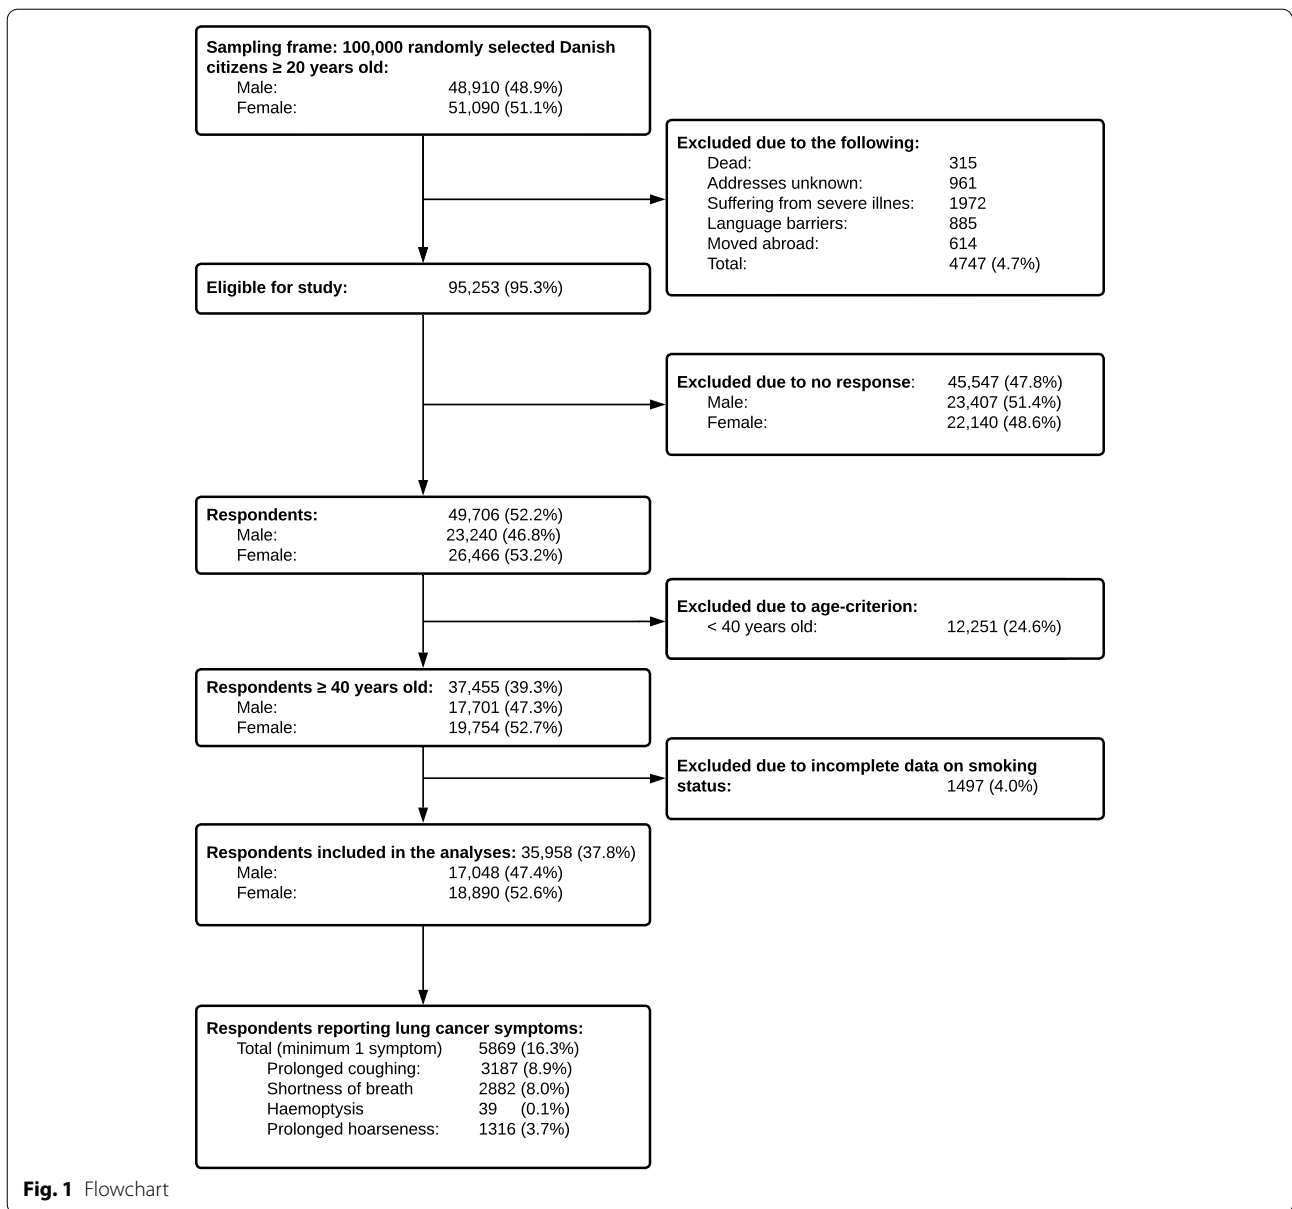 Sampling frame: 100,000 randomly selected Danish
citizens ≥ 20 years old:
Male: 48,910 (48.9%)
Female: 51,090 (51.1%)
Excluded due to the following:
Dead: 315
Addresses unknown: 961
Suffering from severe illnes: 1972
Language barriers: 885
Moved abroad: 614
Total: 4747 (4.7%)
Eligible for study: 95,253 (95.3%)
Excluded due to no response: 45,547 (47.8%)
Male: 23,407 (51.4%)
Female: 22,140 (48.6%)
Respondents: 49,706 (52.2%)
Male: 23,240 (46.8%)
Female: 26,466 (53.2%)
Excluded due to age-criterion:
< 40 years old: 12,251 (24.6%)
Respondents ≥ 40 years old: 37,455 (39.3%)
Male: 17,701 (47.3%)
Female: 19,754 (52.7%)
Excluded due to incomplete data on smoking
status: 1497 (4.0%)
Respondents included in the analyses: 35,958 (37.8%)
Male: 17,048 (47.4%)
Female: 18,890 (52.6%)
Respondents reporting lung cancer symptoms:
Total (minimum 1 symptom) 5869 (16.3%)
Prolonged coughing: 3187 (8.9%)
Shortness of breath 2882 (8.0%)
Haemoptysis 39 (0.1%)
Prolonged hoarseness: 1316 (3.7%)
Fig. 1 Flowchart